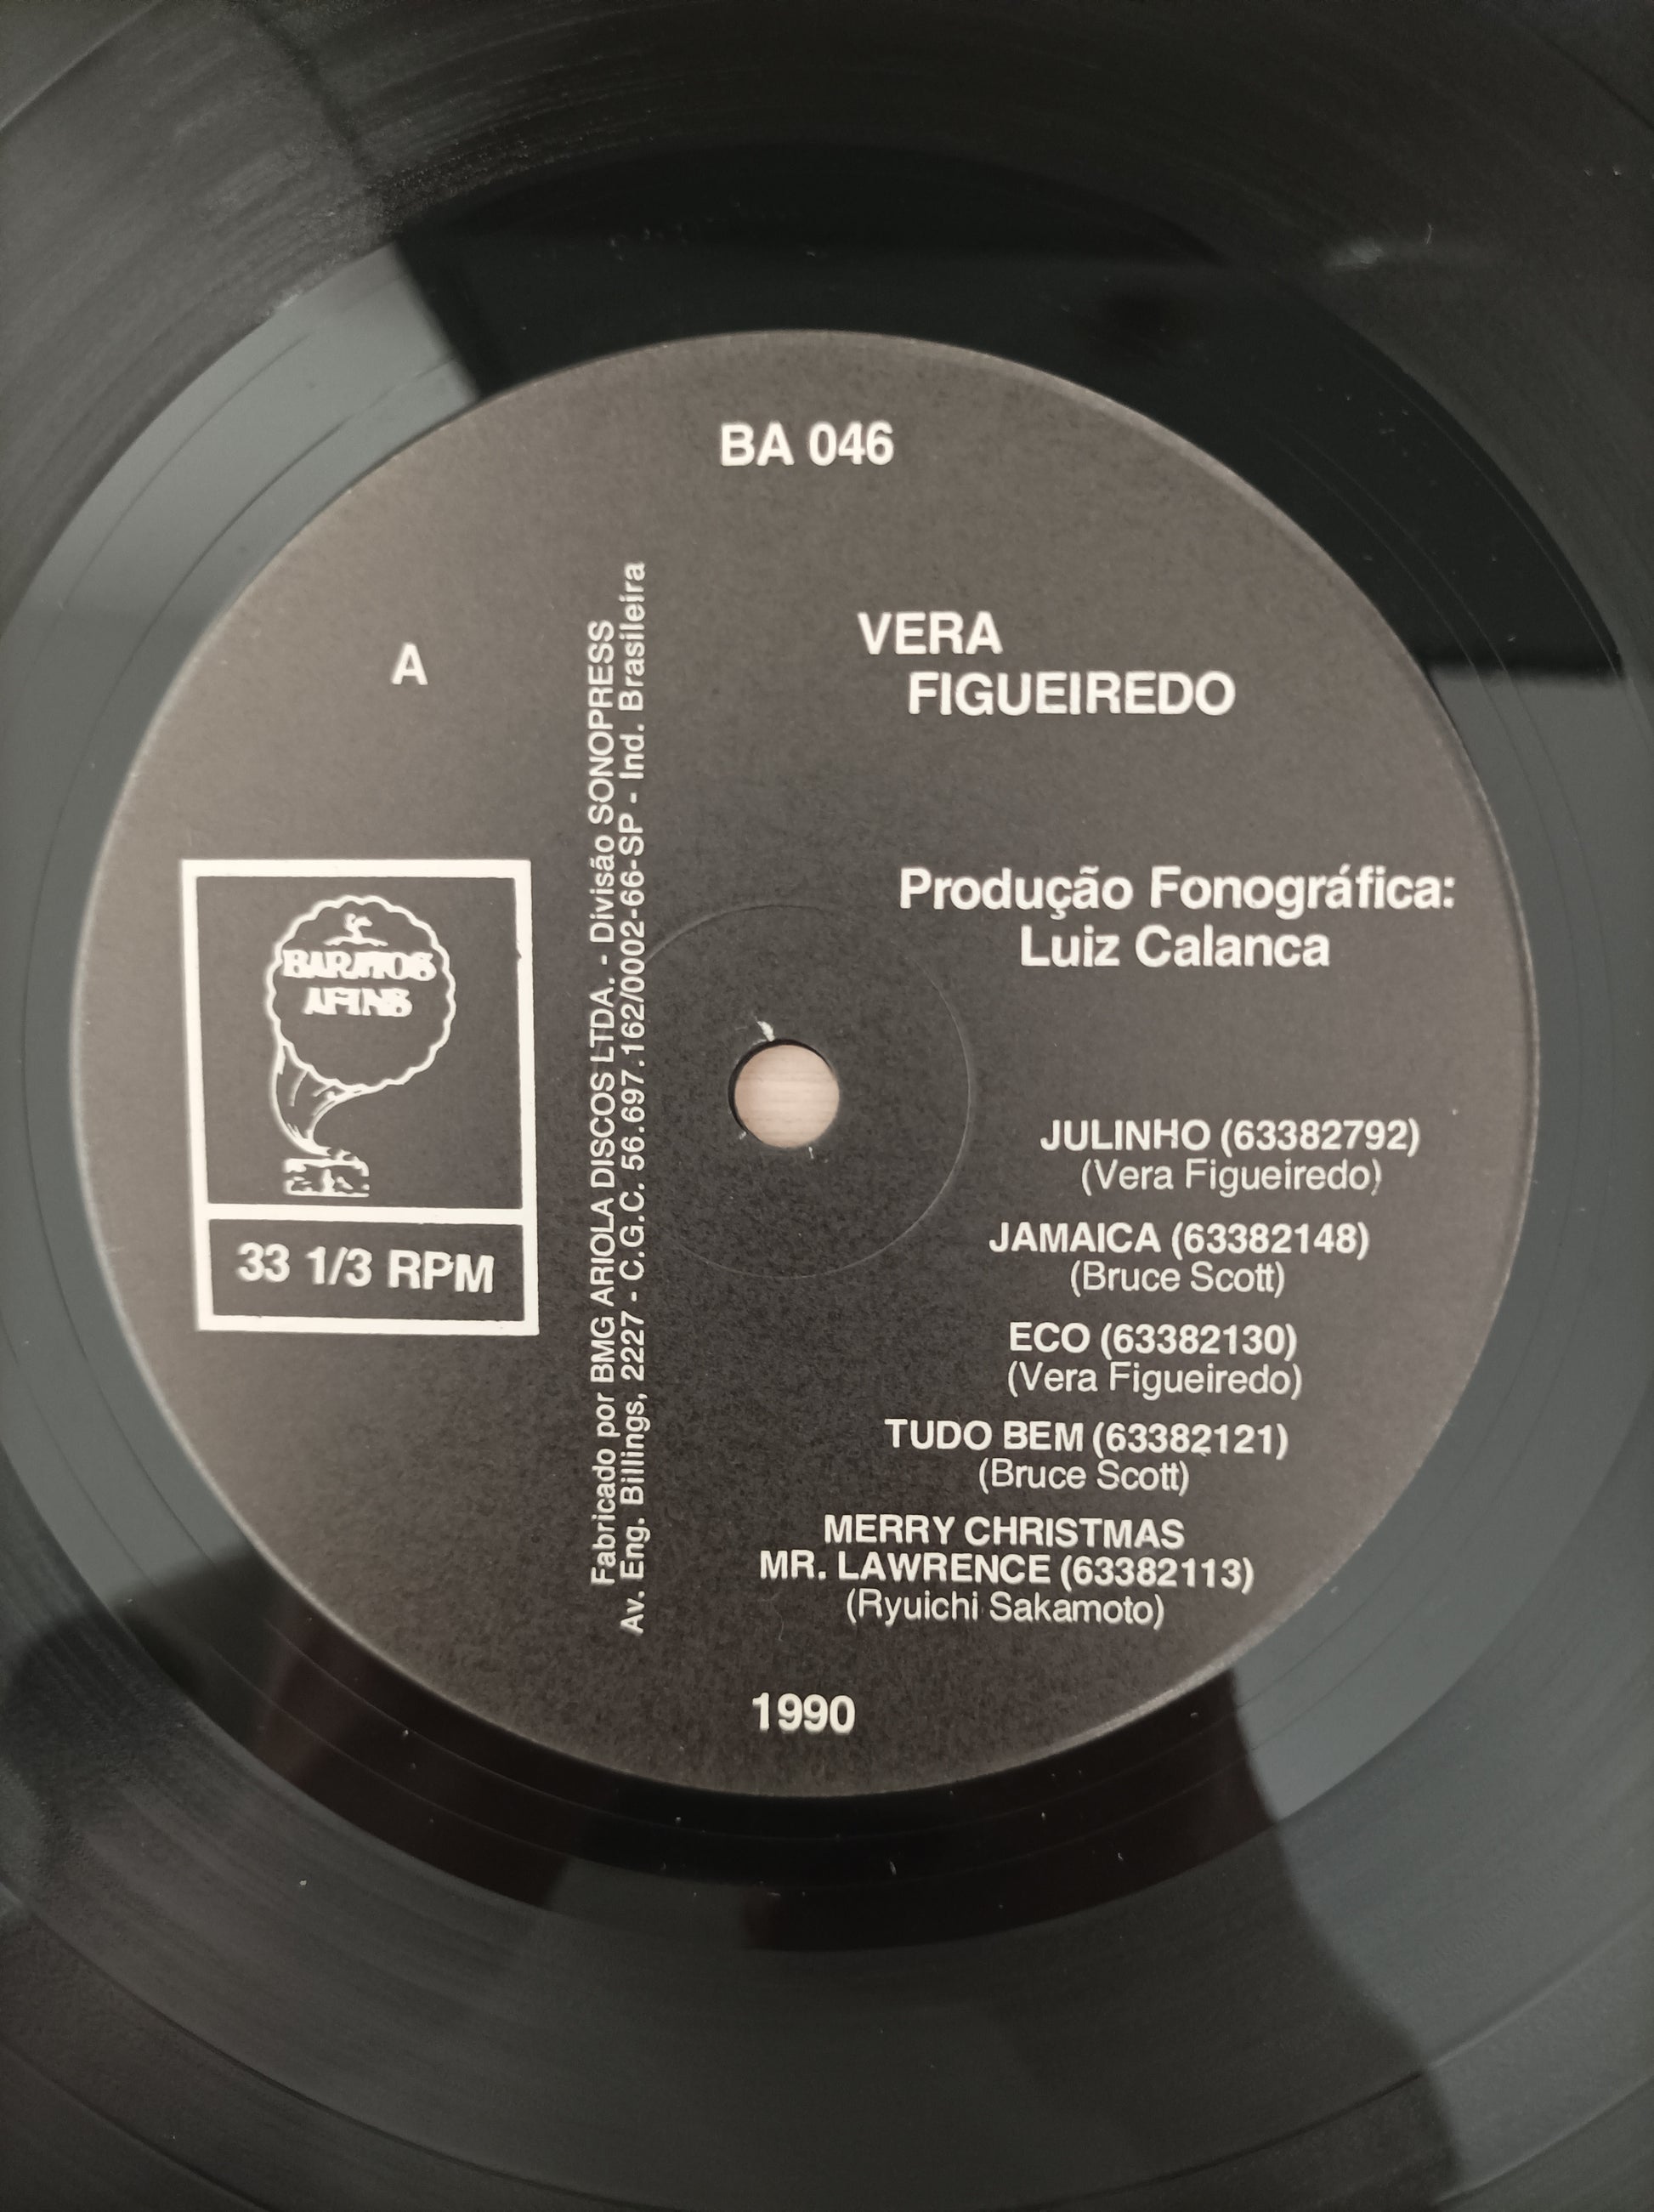 BA 046
A
VERA
FIGUEIREDO
Fabricado por BMG ARIOLA DISCOS LTDA. - Divisão SONOPRESS
Av. Eng. Billings, 2227 - C.G.C. 56.697.162/0002-66-SP - Ind. Brasileira
Produção Fonográfica:
Luiz Calanca
BARATOS
AFINS
33 1/3 RPM
JULINHO (63382792)
(Vera Figueiredo)
JAMAICA (63382148)
(Bruce Scott)
ECO (63382130)
(Vera Figueiredo)
TUDO BEM (63382121)
(Bruce Scott)
MERRY CHRISTMAS
MR. LAWRENCE (63382113)
(Ryuichi Sakamoto)
1990